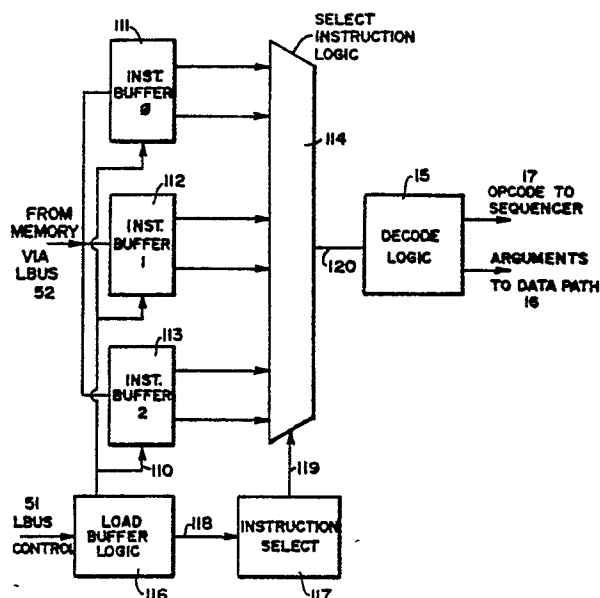 111
SELECT
INSTRUCTION
LOGIC
INST.
BUFFER
0
114
112
INST.
BUFFER
1
FROM
MEMORY
VIA
LBUS
52
15
DECODE
LOGIC
17
OPCODE TO
SEQUENCER
120
ARGUMENTS
TO DATA PATH
16
113
INST.
BUFFER
2
110
119
51
LBUS
CONTROL
LOAD
BUFFER
LOGIC
118
INSTRUCTION
SELECT
116
117